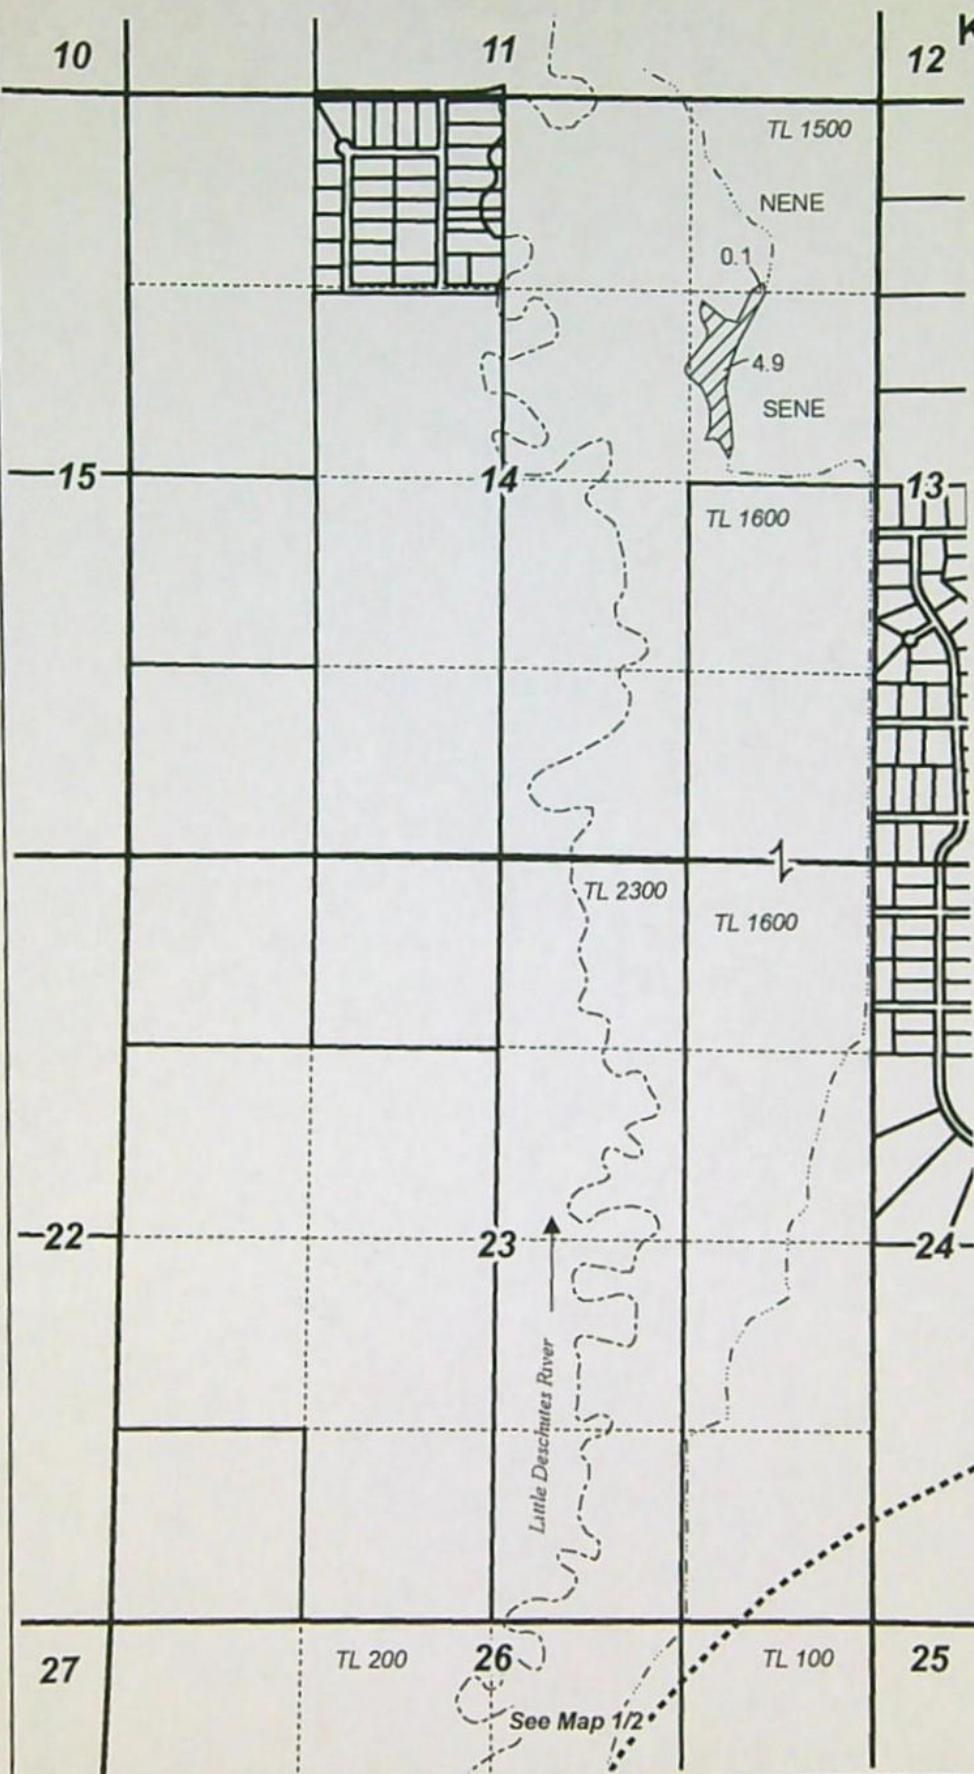 10
11
12
K
TL 1500
NENE
0.1
4.9
SENE
15
14
13
TL 1600
TL 2300
TL 1600
22
23
24
Little Deschutes River
27
TL 200
26
TL 100
25
See Map 1/2